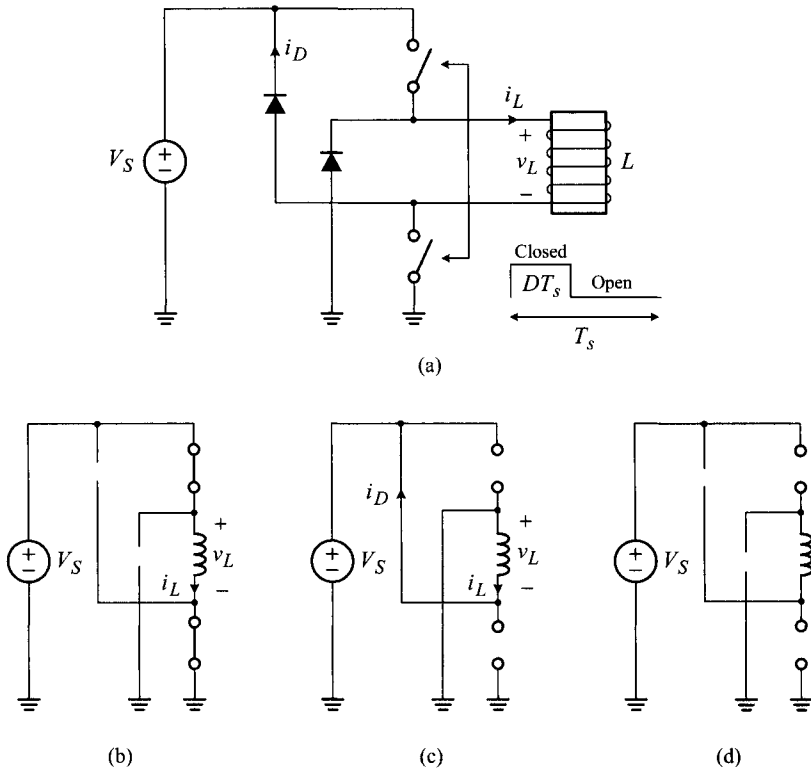 i_D
i_L
V_S
+
−
+
v_L
−
L
Closed
DT_s
Open
T_s
(a)
V_S
+
−
+
v_L
i_L
−
(b)
i_D
V_S
+
−
+
v_L
i_L
−
(c)
V_S
+
−
(d)